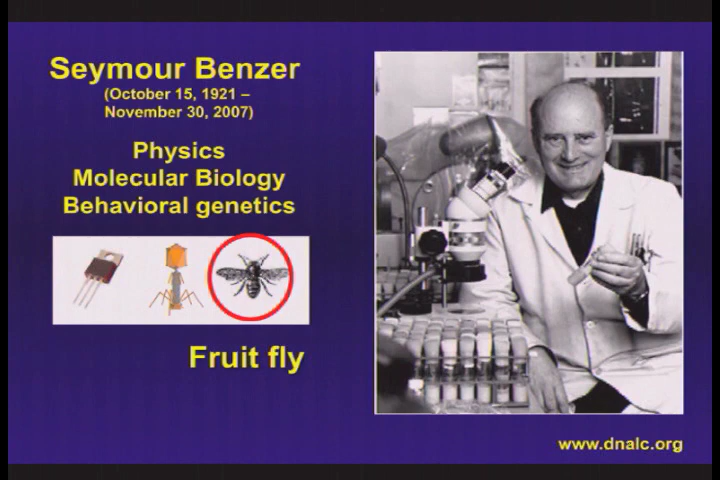 Seymour Benzer
(October 15, 1921 –
November 30, 2007)
Physics
Molecular Biology
Behavioral genetics
Fruit fly
www.dnalc.org